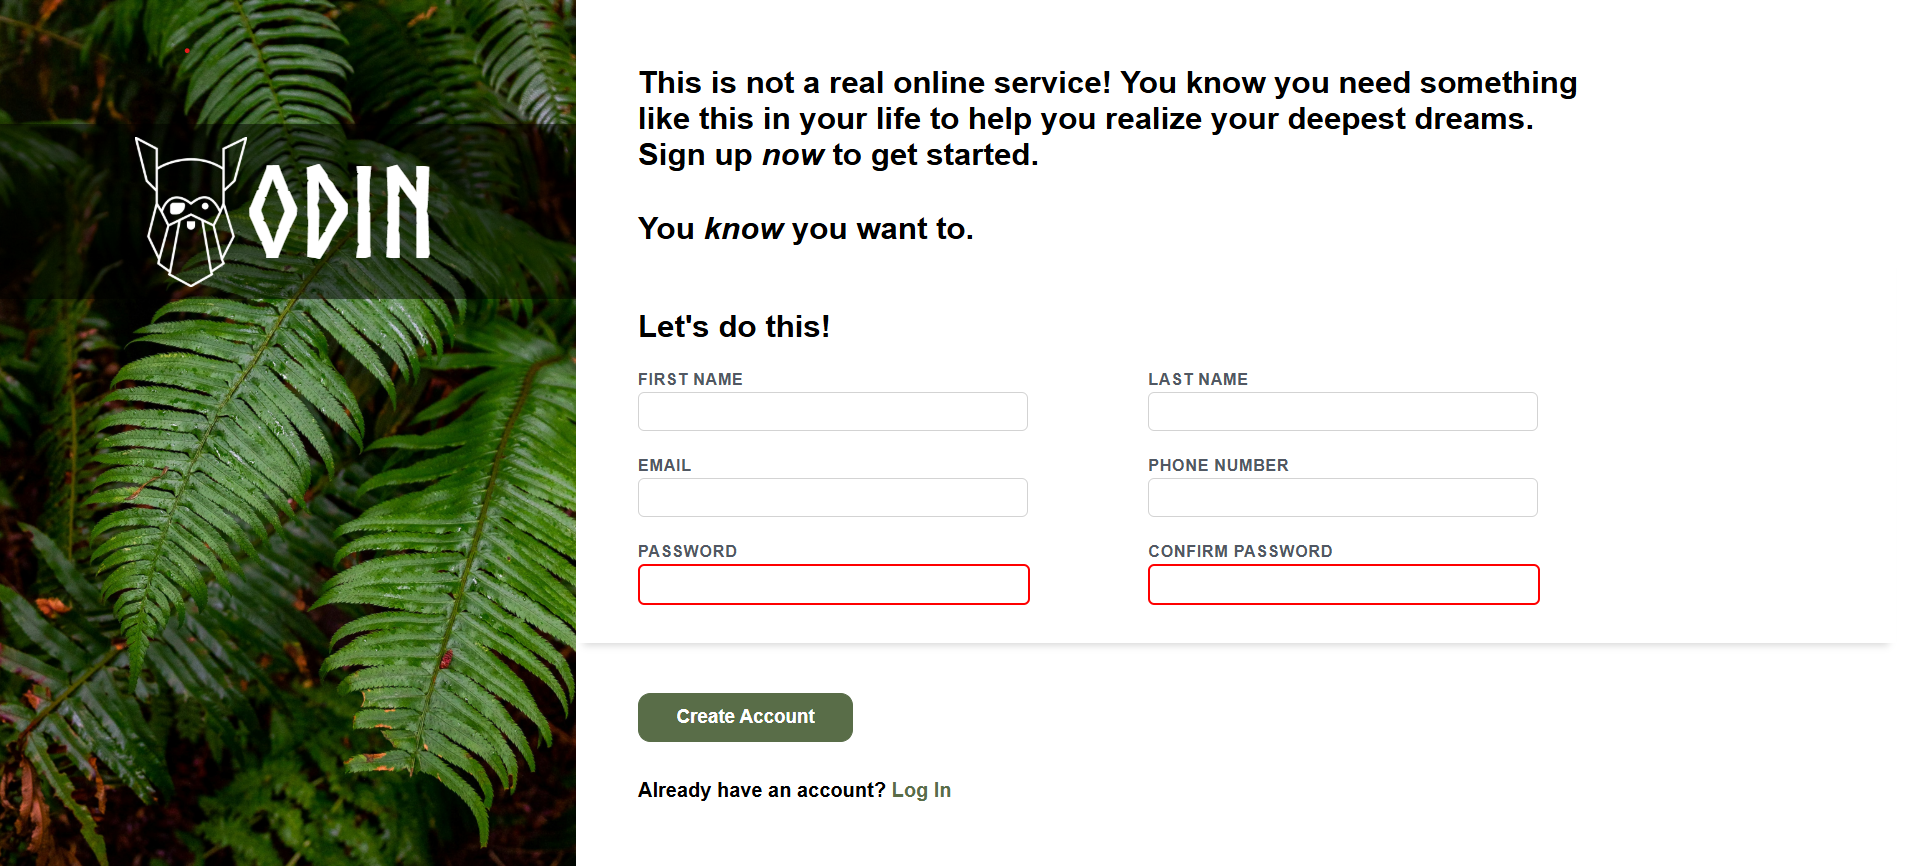 ODIN
This is not a real online service! You know you need something
like this in your life to help you realize your deepest dreams.
Sign up now to get started.
You know you want to.
Let's do this!
FIRST NAME
LAST NAME
EMAIL
PHONE NUMBER
PASSWORD
CONFIRM PASSWORD
Create Account
Already have an account? Log In